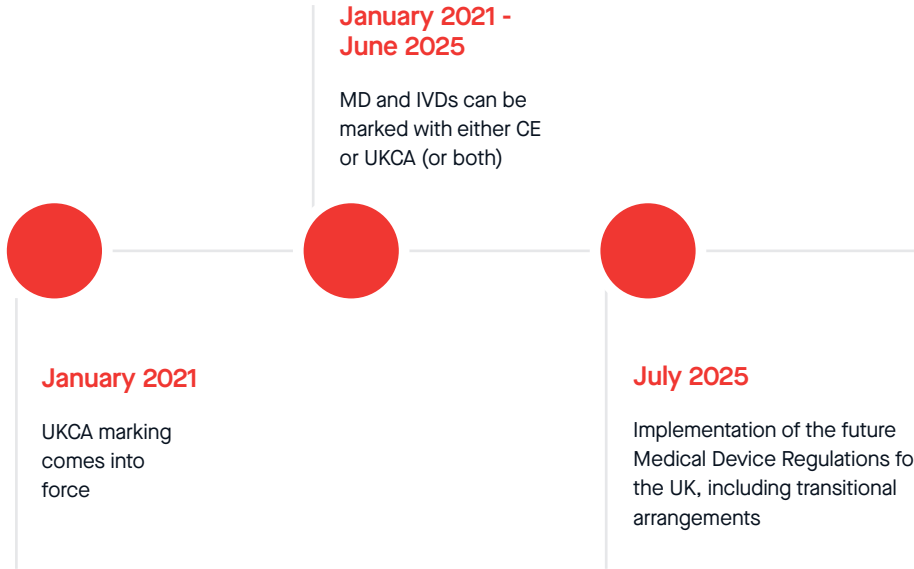 January 2021 -
June 2025
MD and IVDs can be
marked with either CE
or UKCA (or both)
January 2021
UKCA marking
comes into
force
July 2025
Implementation of the future
Medical Device Regulations fo
the UK, including transitional
arrangements